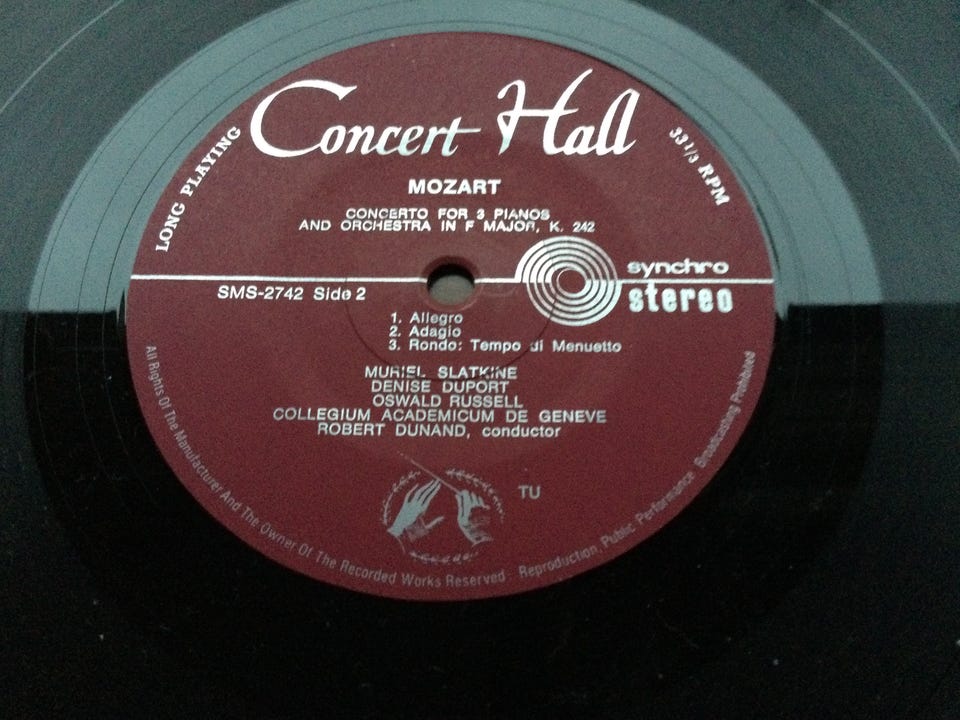 Concert Hall
LONG PLAYING
33 1/3 RPM
MOZART
CONCERTO FOR 3 PIANOS
AND ORCHESTRA IN F MAJOR, K. 242
synchro
stereo
SMS-2742 Side 2
1. Allegro
2. Adagio
3. Rondo: Tempo di Menuetto
MURIEL SLATKINE
DENISE DUPORT
OSWALD RUSSELL
COLLEGIUM ACADEMICUM DE GENEVE
ROBERT DUNAND, conductor
TU
All Rights Of The Manufacturer And The Owner Of The Recorded Works Reserved Reproduction, Public Performance Broadcasting Prohibited